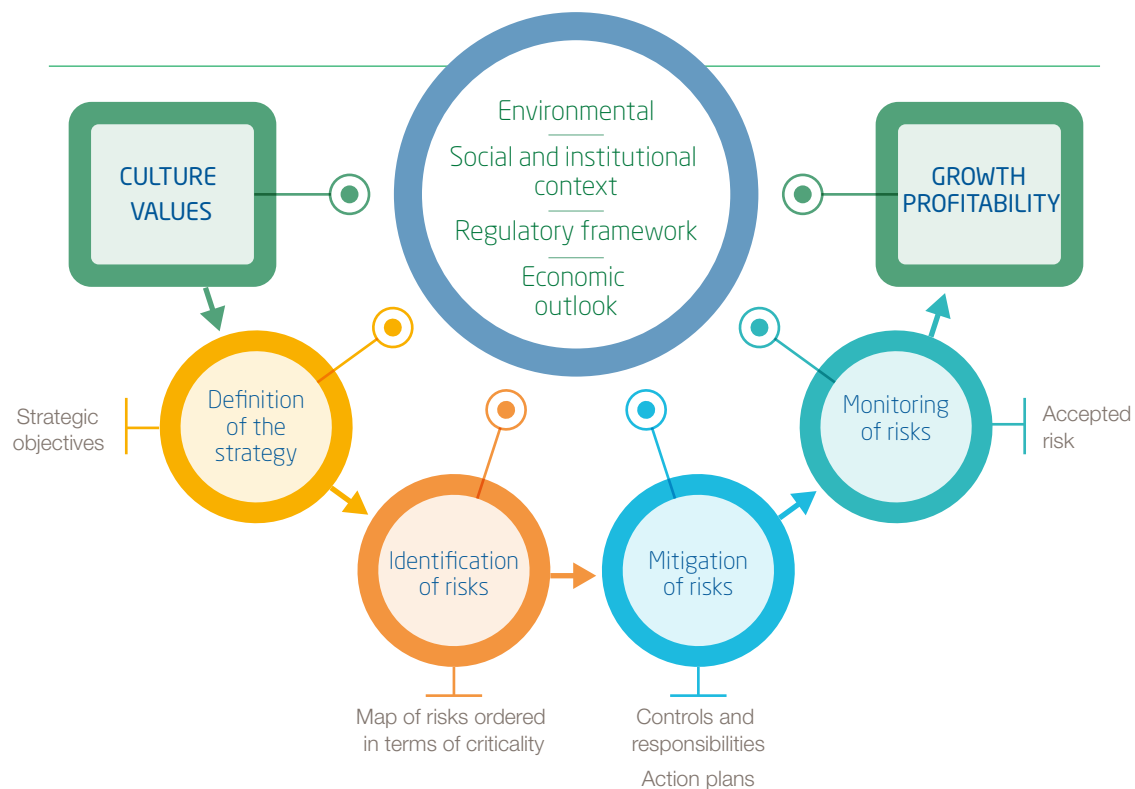 Environmental
Social and institutional
context
Regulatory framework
Economic
outlook
CULTURE
VALUES
GROWTH
PROFITABILITY
Definition
of the
strategy
Strategic
objectives
Identification
of risks
Map of risks ordered
in terms of criticality
Mitigation
of risks
Controls and
responsibilities
Action plans
Monitoring
of risks
Accepted
risk